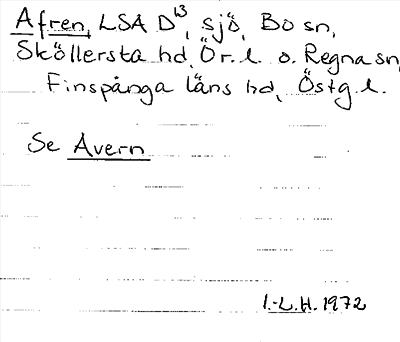 Afren, LSA D¹³, sjö, Bo sn,
Sköllersta hd, Ör. l. o. Regna sn,
Finspånga läns hd, Östg. l.
Se Avern
I.-L.H. 1972